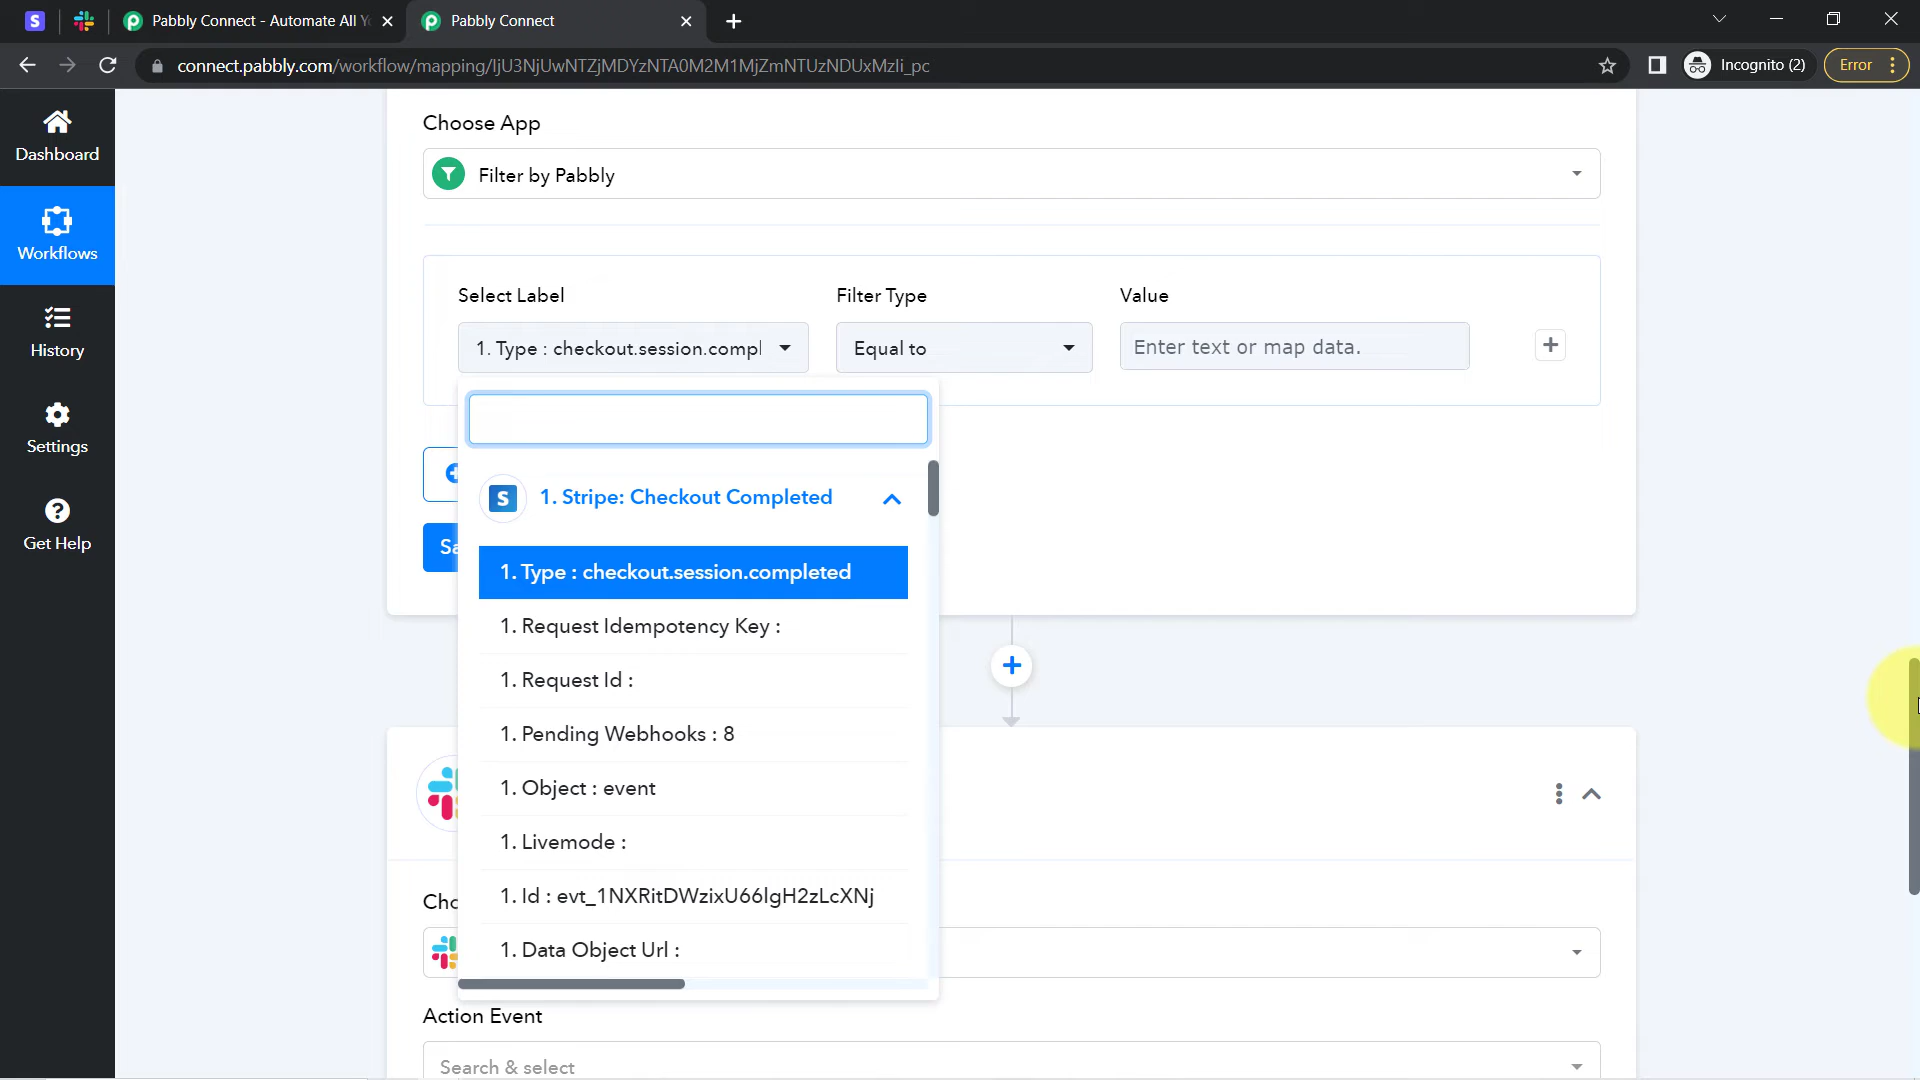 Pabbly Connect - Automate All Y
Pabbly Connect
connect.pabbly.com/workflow/mapping/IjU3NjUwNTZjMDYzNTA0M2M1MjZmNTUzNDUxMzIi_pc
Incognito (2)
Error
Dashboard
Workflows
History
Settings
Get Help
Choose App
Filter by Pabbly
Select Label
Filter Type
Value
1. Type : checkout.session.compl
Equal to
Enter text or map data.
Sa
1. Stripe: Checkout Completed
1. Type : checkout.session.completed
1. Request Idempotency Key :
1. Request Id :
1. Pending Webhooks : 8
1. Object : event
1. Livemode :
1. Id : evt_1NXRitDWzixU66lgH2zLcXNj
1. Data Object Url :
Cho
Action Event
Search & select